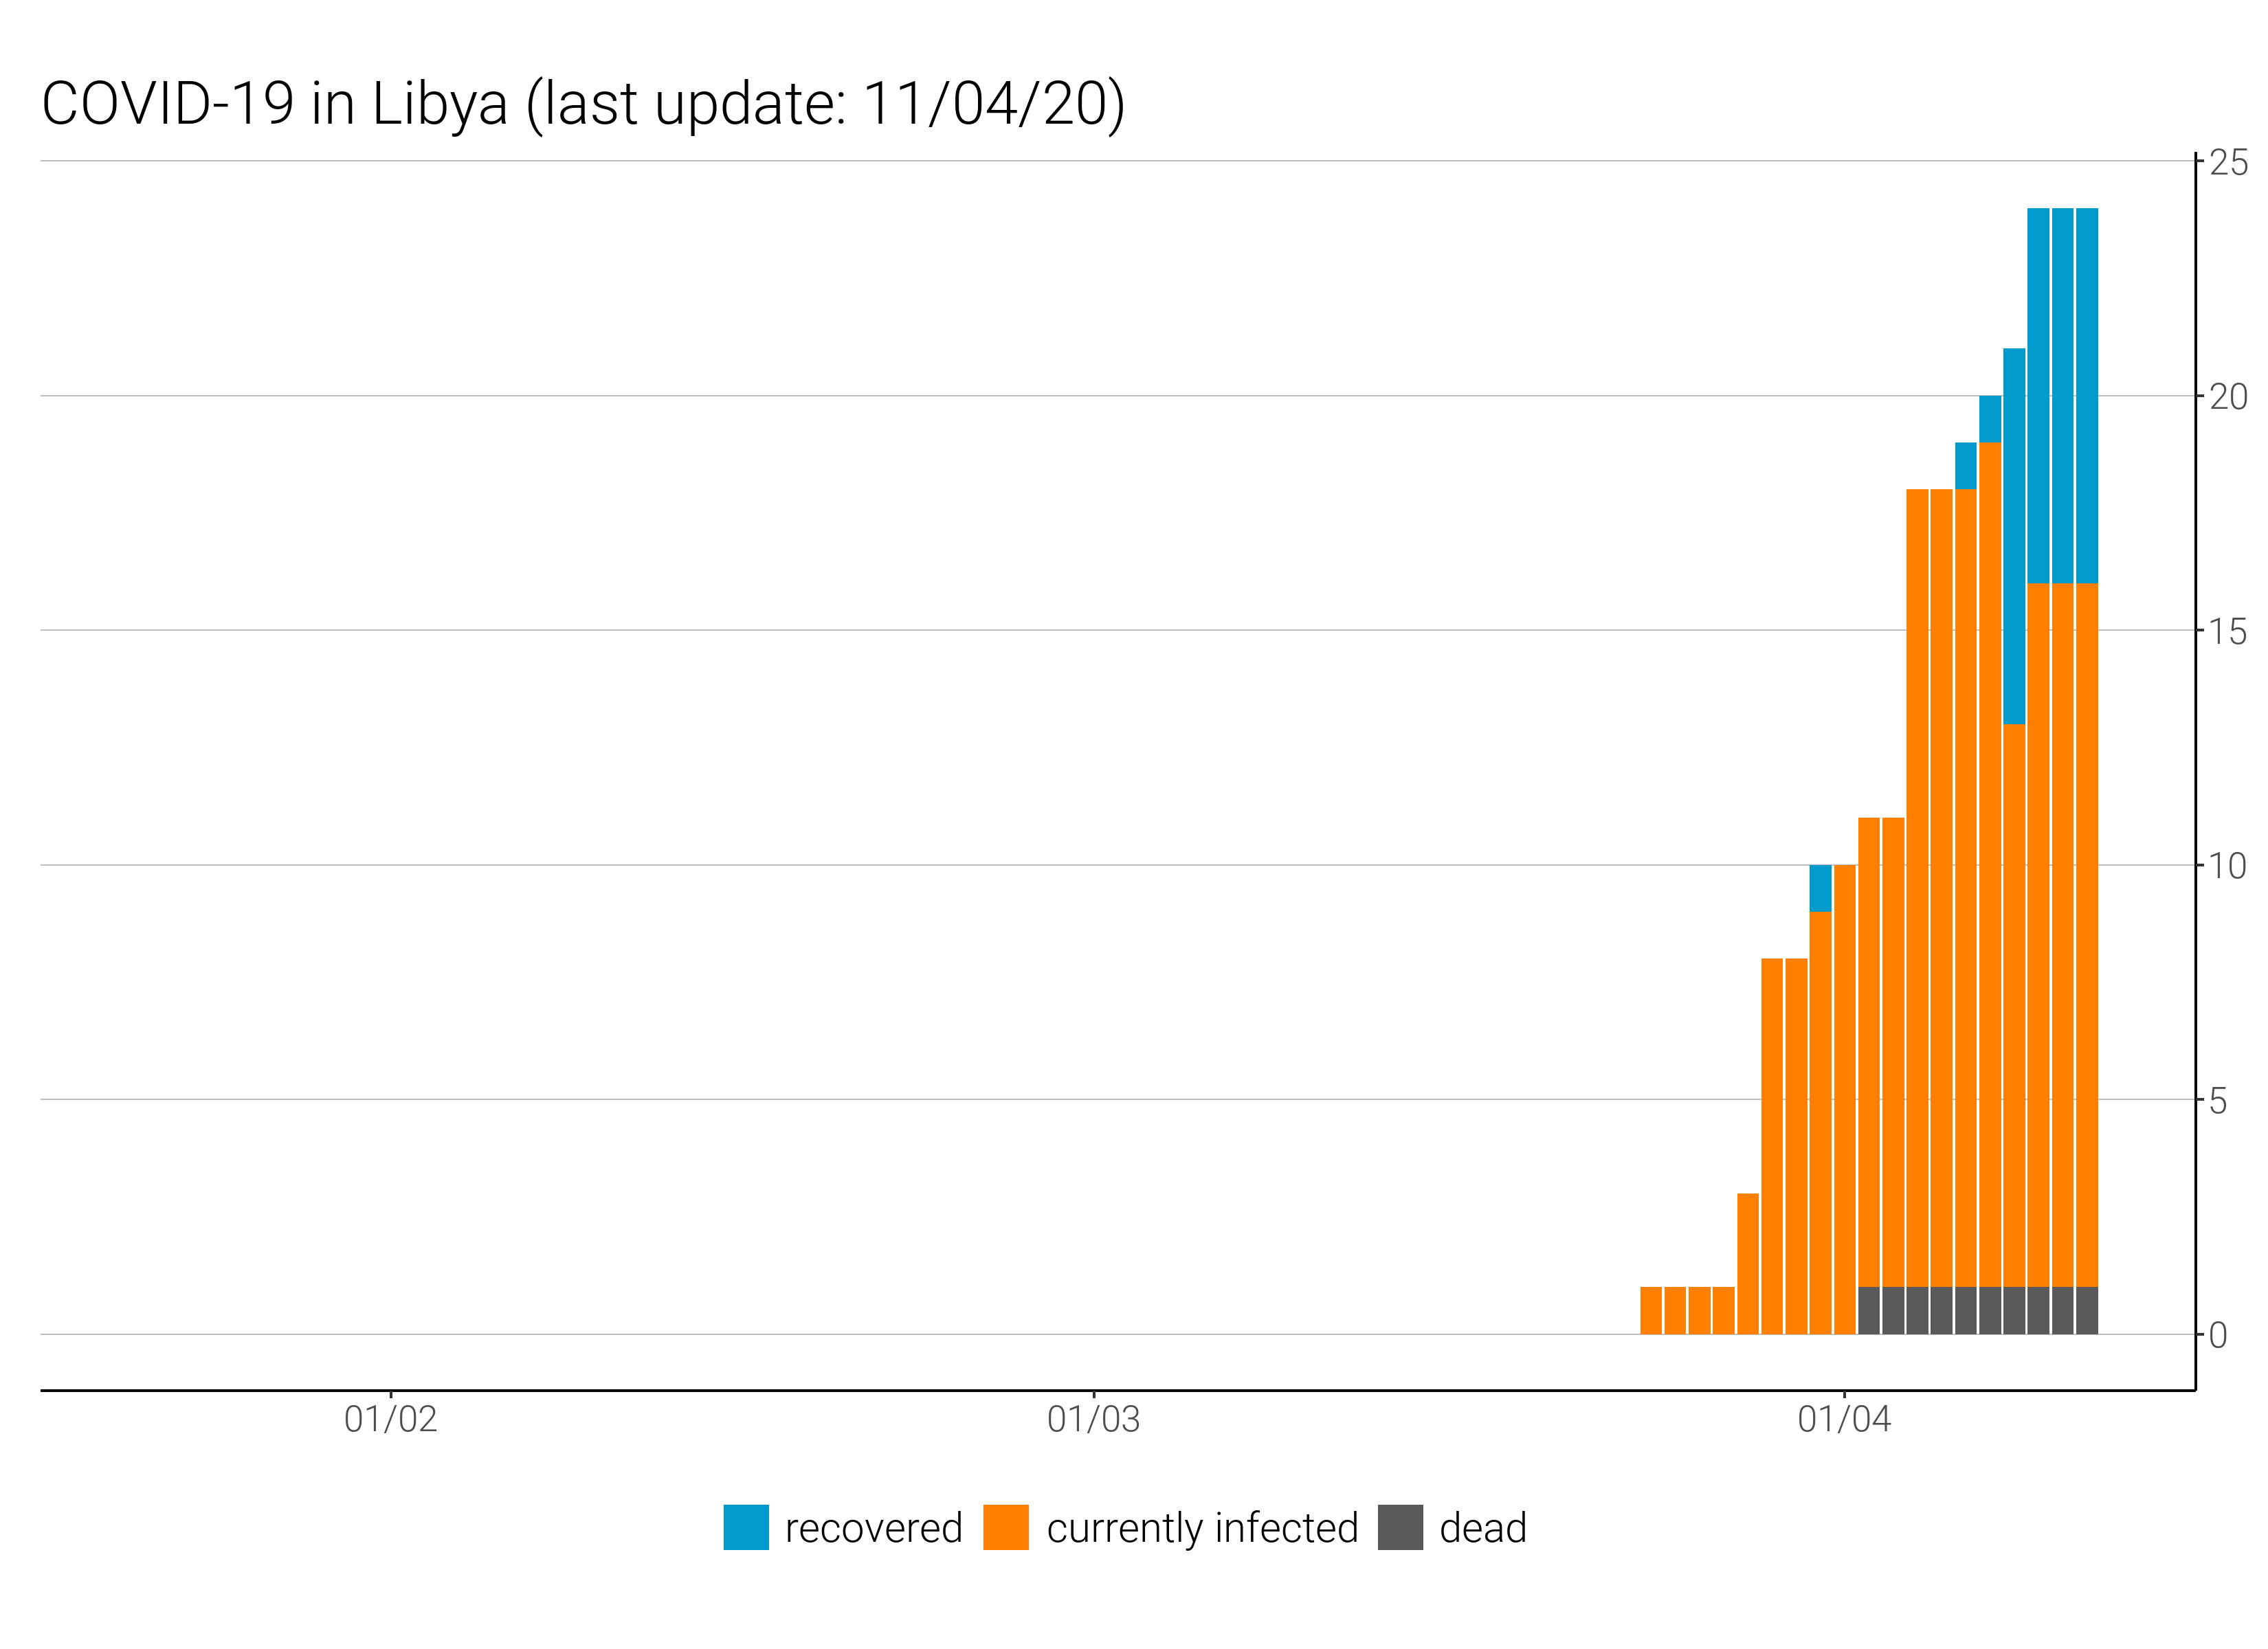 COVID-19 in Libya (last update: 11/04/20)
25
20
15
10
5
0
01/02 01/03 01/04
recovered currently infected dead